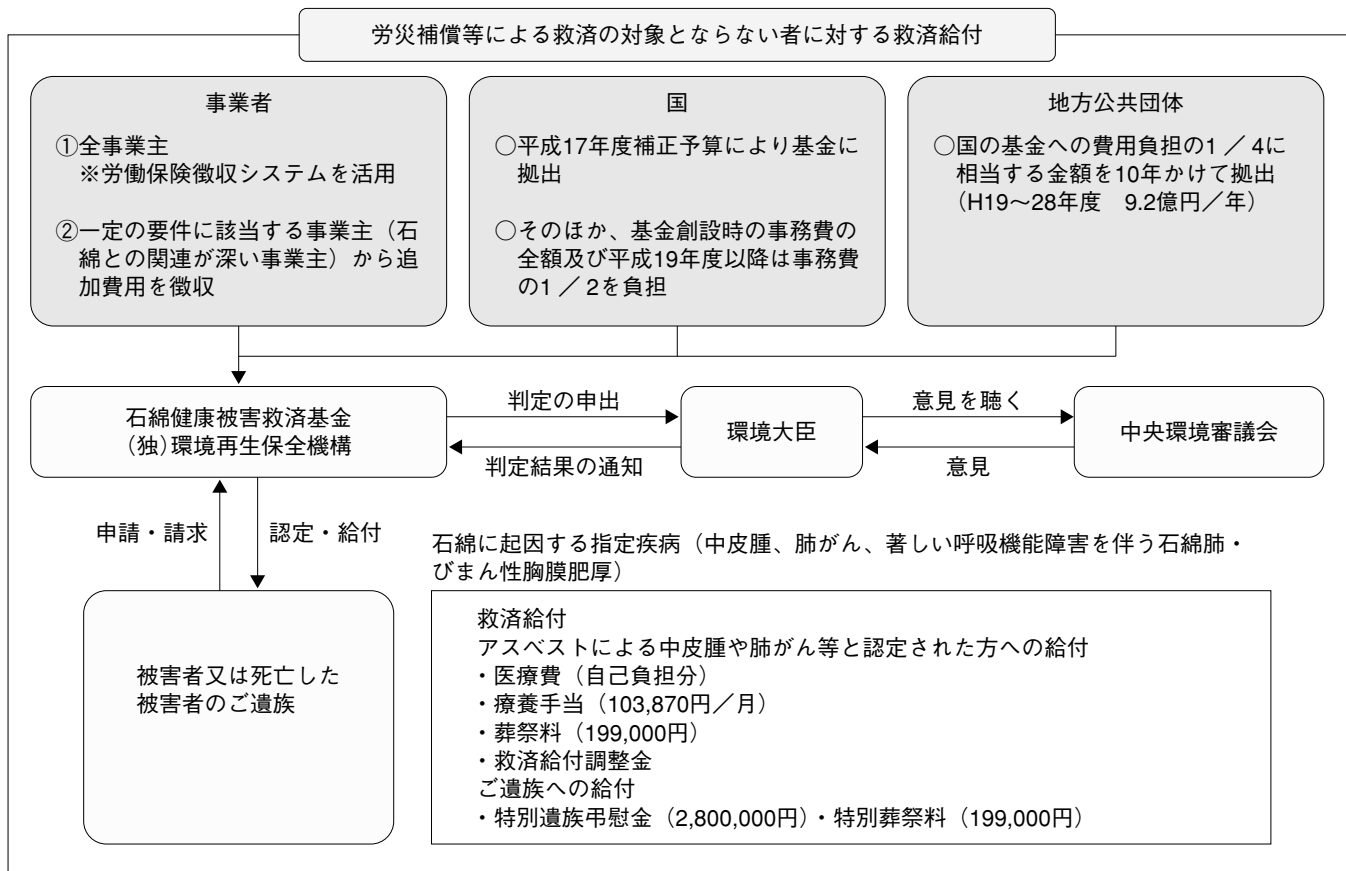 労災補償等による救済の対象とならない者に対する救済給付
事業者
①全事業主
※労働保険徴収システムを活用
②一定の要件に該当する事業主（石
綿との関連が深い事業主）から追
加費用を徴収
国
○平成17年度補正予算により基金に
拠出
○そのほか、基金創設時の事務費の
全額及び平成19年度以降は事務費
の1／2を負担
地方公共団体
○国の基金への費用負担の1／4に
相当する金額を10年かけて拠出
（H19～28年度　9.2億円／年）
石綿健康被害救済基金
（独）環境再生保全機構
判定の申出
判定結果の通知
環境大臣
意見を聴く
意見
中央環境審議会
申請・請求
認定・給付
被害者又は死亡した
被害者のご遺族
石綿に起因する指定疾病（中皮腫、肺がん、著しい呼吸機能障害を伴う石綿肺・
びまん性胸膜肥厚）
救済給付
アスベストによる中皮腫や肺がん等と認定された方への給付
・医療費（自己負担分）
・療養手当（103,870円／月）
・葬祭料（199,000円）
・救済給付調整金
ご遺族への給付
・特別遺族弔慰金（2,800,000円）・特別葬祭料（199,000円）